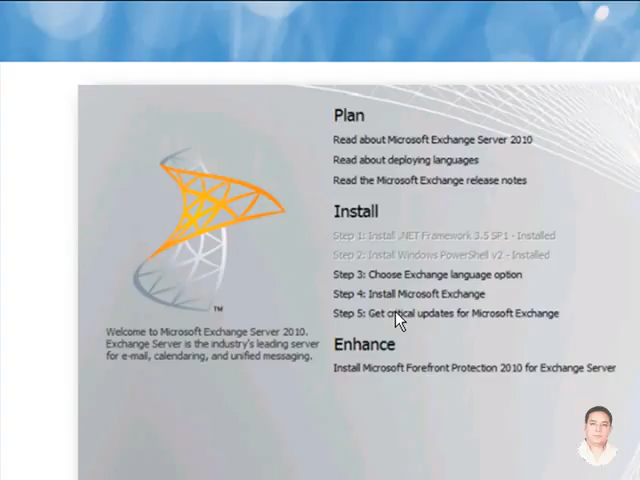 Plan
Read about Microsoft Exchange Server 2010
Read about deploying languages
Read the Microsoft Exchange release notes
Install
Step 1: Install .NET Framework 3.5 SP1 - Installed
Step 2: Install Windows PowerShell v2 - Installed
Step 3: Choose Exchange language option
Step 4: Install Microsoft Exchange
Step 5: Get critical updates for Microsoft Exchange
Enhance
Install Microsoft Forefront Protection 2010 for Exchange Server
TM
Welcome to Microsoft Exchange Server 2010.
Exchange Server is the industry's leading server
for e-mail, calendaring, and unified messaging.